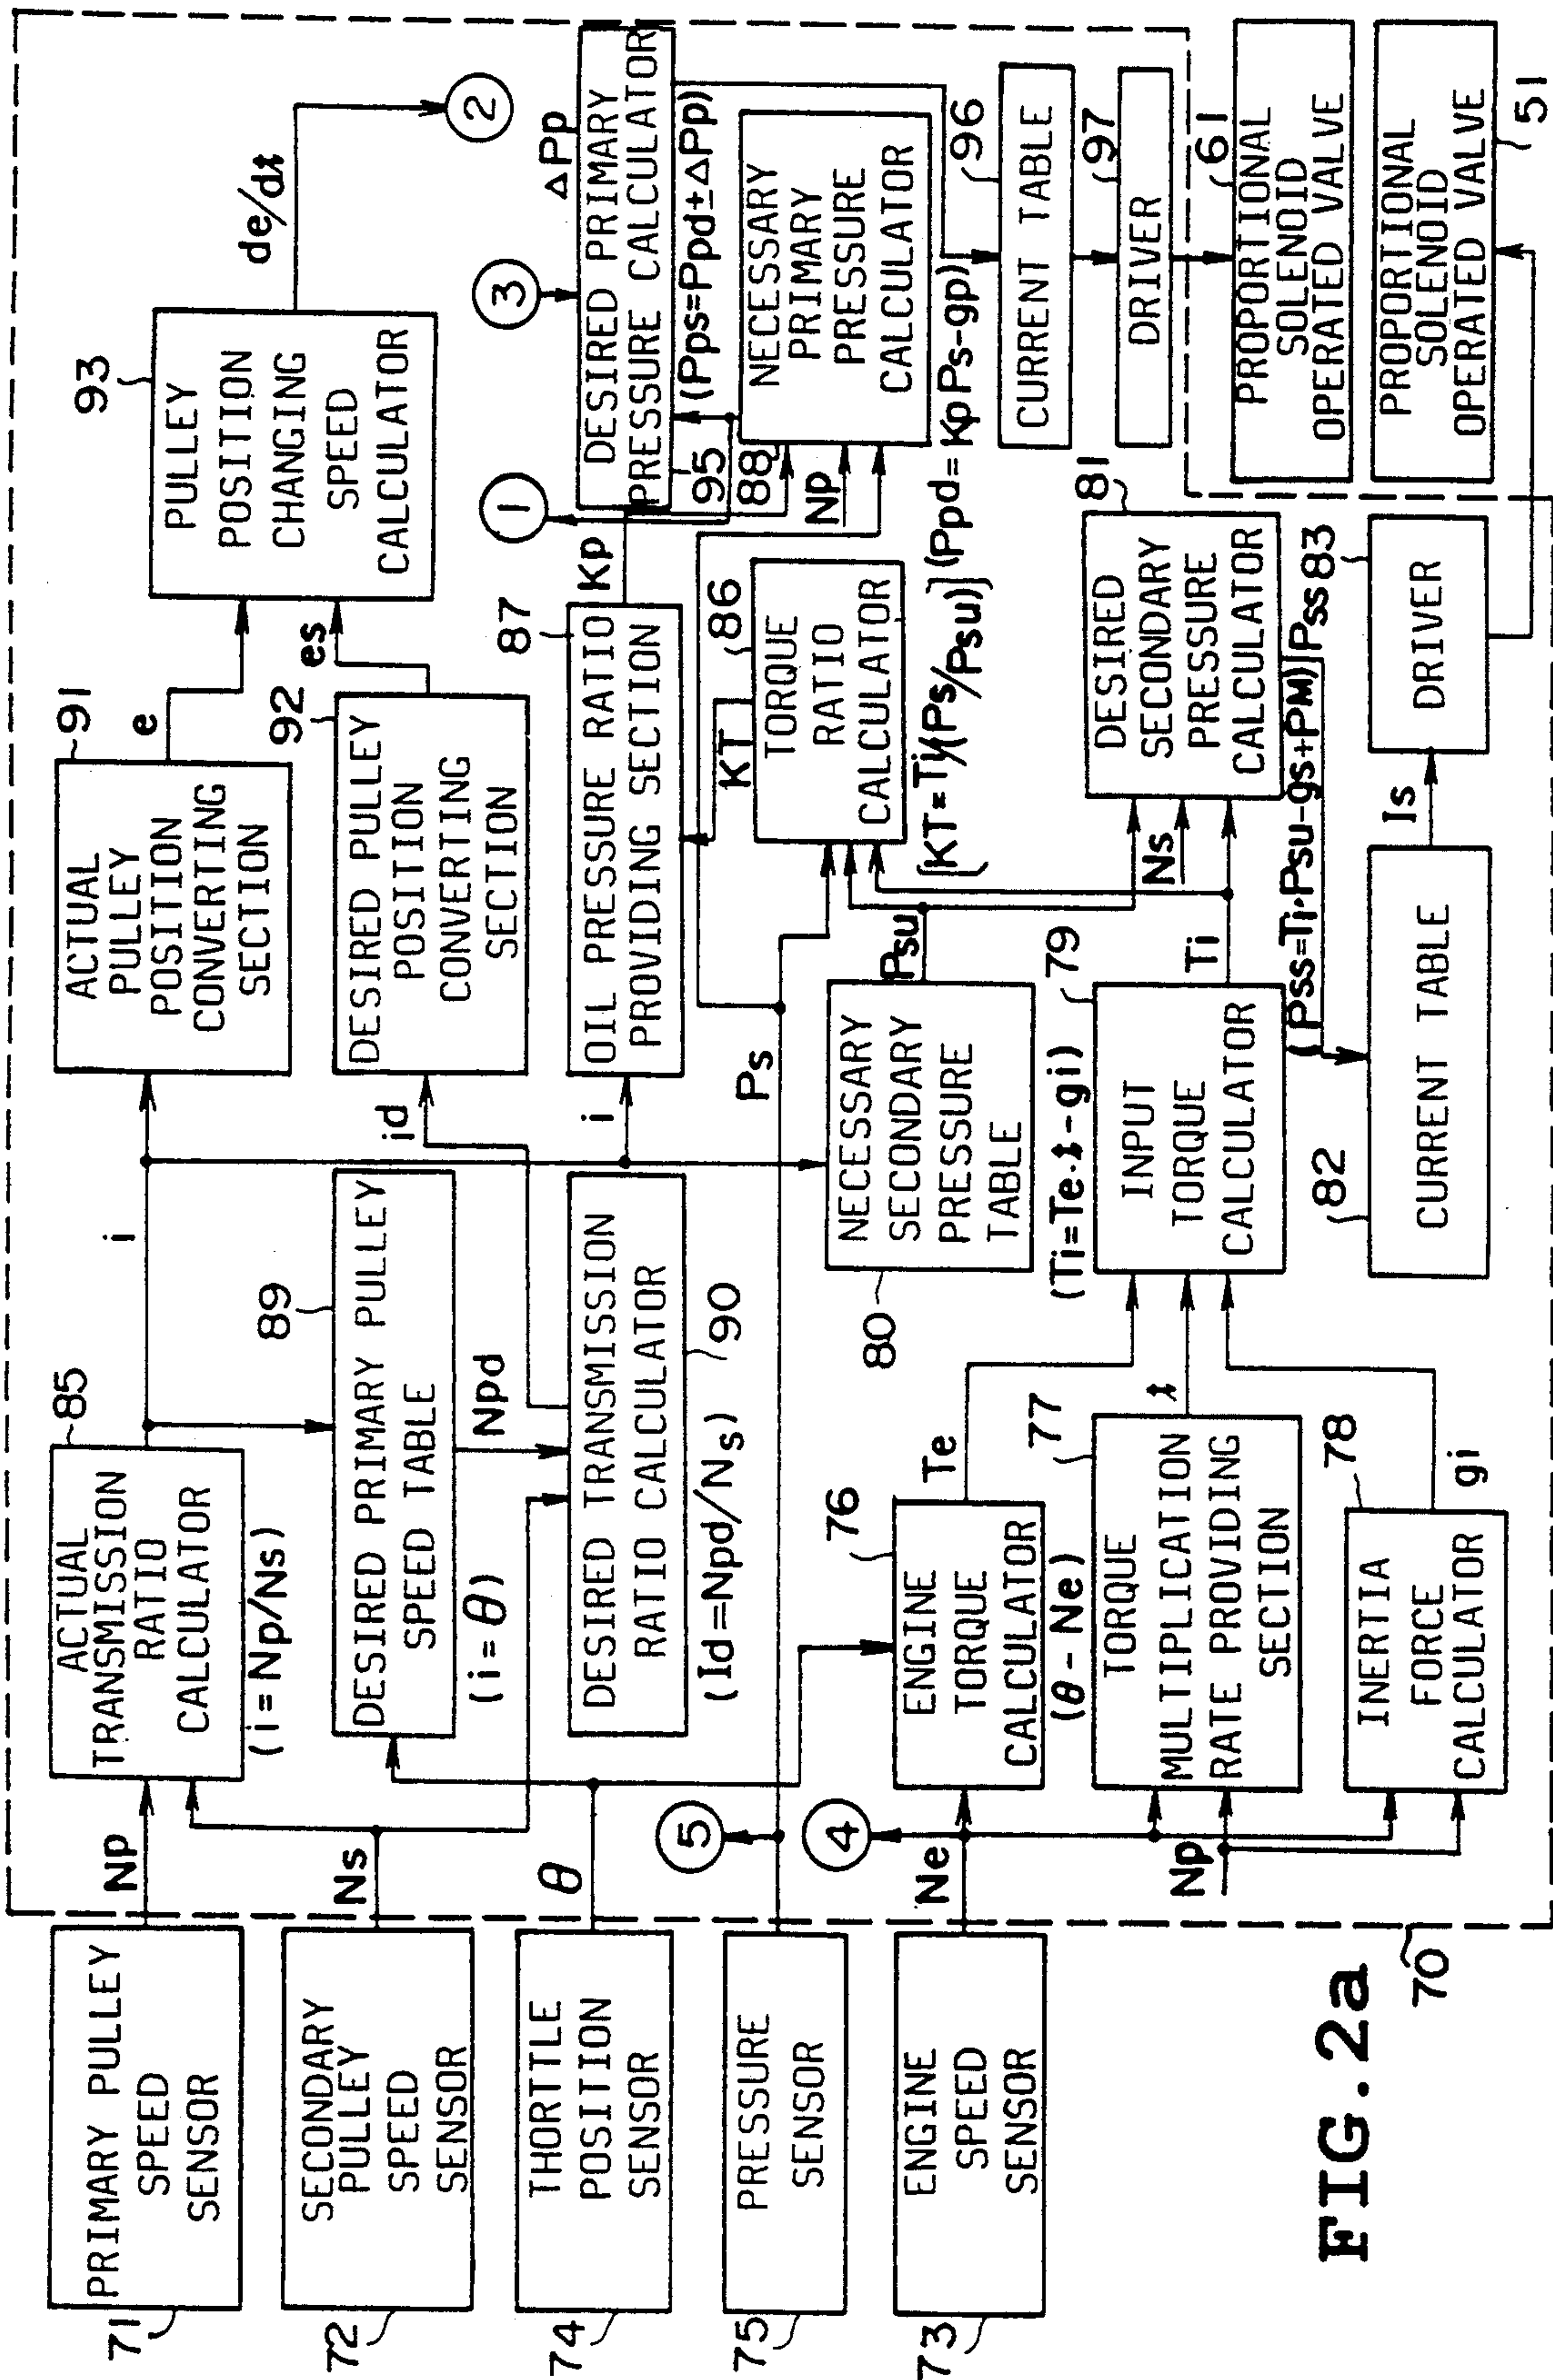 PRIMARY PULLEY
SPEED
SENSOR
71
SECONDARY
PULLEY
SPEED
SENSOR
72
THORTTLE
POSITION
SENSOR
74
PRESSURE
SENSOR
75
ENGINE
SPEED
SENSOR
73
Np
Ns
θ
5
4
Ne
Np
70
ACTUAL
TRANSMISSION
RATIO
CALCULATOR
85
(i=Np/Ns)
i
DESIRED PRIMARY PULLEY
SPEED TABLE
89
(i=θ)
Npd
DESIRED TRANSMISSION
RATIO CALCULATOR
90
(Id=Npd/Ns)
ENGINE
TORQUE
CALCULATOR
76
(θ-Ne)
Te
TORQUE
MULTIPLICATION
RATE PROVIDING
SECTION
77
t
INERTIA
FORCE
CALCULATOR
78
gi
ACTUAL
PULLEY
POSITION
CONVERTING
SECTION
91
e
id
DESIRED PULLEY
POSITION
CONVERTING
SECTION
92
es
i
OIL PRESSURE RATIO
PROVIDING SECTION
87
Kp
Ps
NECESSARY
SECONDARY
PRESSURE
TABLE
80
Psu
(Ti=Te·t-gi)
INPUT
TORQUE
CALCULATOR
79
Ti
KT
TORQUE
RATIO
CALCULATOR
86
[KT=Ti/(Ps/Psu)]
Ns
DESIRED
SECONDARY
PRESSURE
CALCULATOR
81
(Pss=Ti·Psu-gs+PM)
Pss
CURRENT TABLE
82
Is
DRIVER
83
PULLEY
POSITION
CHANGING
SPEED
CALCULATOR
93
de/dt
2
3
1
ΔPp
DESIRED PRIMARY
PRESSURE CALCULATOR
95
(Pps=Ppd±ΔPp)
Np
NECESSARY
PRIMARY
PRESSURE
CALCULATOR
88
(Ppd=KpPs-gp)
CURRENT TABLE
96
DRIVER
97
PROPORTIONAL
SOLENOID
OPERATED VALVE
61
PROPORTIONAL
SOLENOID
OPERATED VALVE
51
FIG.2a